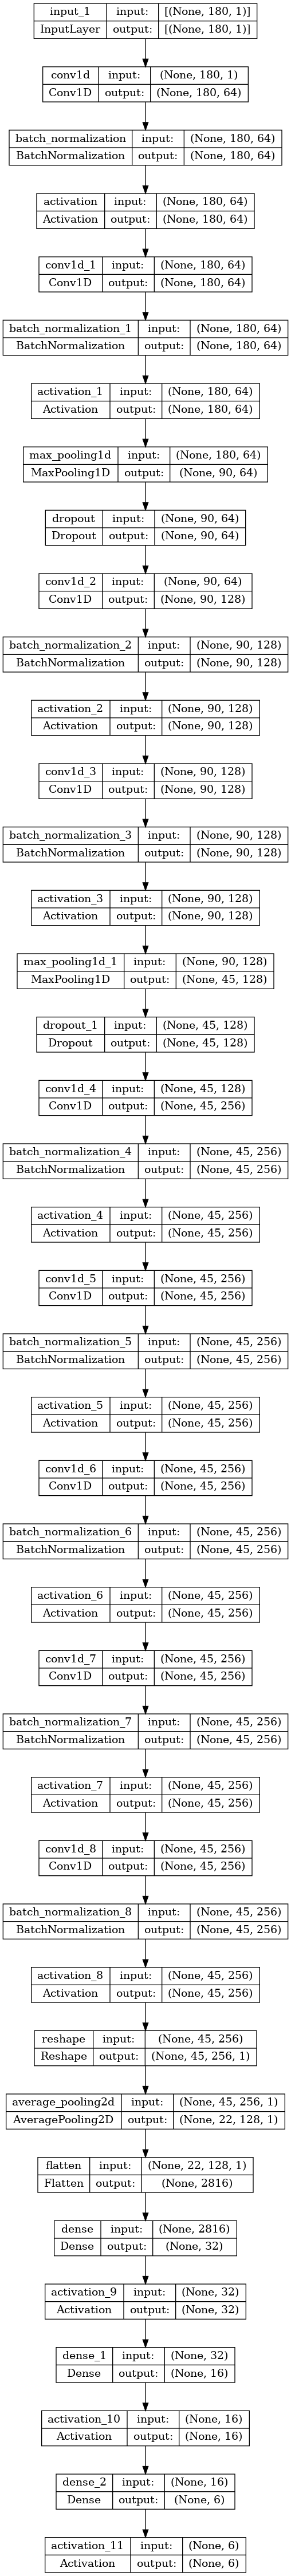 input_1 input: [(None, 180, 1)]
InputLayer output: [(None, 180, 1)]
conv1d input: (None, 180, 1)
Conv1D output: (None, 180, 64)
batch_normalization input: (None, 180, 64)
BatchNormalization output: (None, 180, 64)
activation input: (None, 180, 64)
Activation output: (None, 180, 64)
conv1d_1 input: (None, 180, 64)
Conv1D output: (None, 180, 64)
batch_normalization_1 input: (None, 180, 64)
BatchNormalization output: (None, 180, 64)
activation_1 input: (None, 180, 64)
Activation output: (None, 180, 64)
max_pooling1d input: (None, 180, 64)
MaxPooling1D output: (None, 90, 64)
dropout input: (None, 90, 64)
Dropout output: (None, 90, 64)
conv1d_2 input: (None, 90, 64)
Conv1D output: (None, 90, 128)
batch_normalization_2 input: (None, 90, 128)
BatchNormalization output: (None, 90, 128)
activation_2 input: (None, 90, 128)
Activation output: (None, 90, 128)
conv1d_3 input: (None, 90, 128)
Conv1D output: (None, 90, 128)
batch_normalization_3 input: (None, 90, 128)
BatchNormalization output: (None, 90, 128)
activation_3 input: (None, 90, 128)
Activation output: (None, 90, 128)
max_pooling1d_1 input: (None, 90, 128)
MaxPooling1D output: (None, 45, 128)
dropout_1 input: (None, 45, 128)
Dropout output: (None, 45, 128)
conv1d_4 input: (None, 45, 128)
Conv1D output: (None, 45, 256)
batch_normalization_4 input: (None, 45, 256)
BatchNormalization output: (None, 45, 256)
activation_4 input: (None, 45, 256)
Activation output: (None, 45, 256)
conv1d_5 input: (None, 45, 256)
Conv1D output: (None, 45, 256)
batch_normalization_5 input: (None, 45, 256)
BatchNormalization output: (None, 45, 256)
activation_5 input: (None, 45, 256)
Activation output: (None, 45, 256)
conv1d_6 input: (None, 45, 256)
Conv1D output: (None, 45, 256)
batch_normalization_6 input: (None, 45, 256)
BatchNormalization output: (None, 45, 256)
activation_6 input: (None, 45, 256)
Activation output: (None, 45, 256)
conv1d_7 input: (None, 45, 256)
Conv1D output: (None, 45, 256)
batch_normalization_7 input: (None, 45, 256)
BatchNormalization output: (None, 45, 256)
activation_7 input: (None, 45, 256)
Activation output: (None, 45, 256)
conv1d_8 input: (None, 45, 256)
Conv1D output: (None, 45, 256)
batch_normalization_8 input: (None, 45, 256)
BatchNormalization output: (None, 45, 256)
activation_8 input: (None, 45, 256)
Activation output: (None, 45, 256)
reshape input: (None, 45, 256)
Reshape output: (None, 45, 256, 1)
average_pooling2d input: (None, 45, 256, 1)
AveragePooling2D output: (None, 22, 128, 1)
flatten input: (None, 22, 128, 1)
Flatten output: (None, 2816)
dense input: (None, 2816)
Dense output: (None, 32)
activation_9 input: (None, 32)
Activation output: (None, 32)
dense_1 input: (None, 32)
Dense output: (None, 16)
activation_10 input: (None, 16)
Activation output: (None, 16)
dense_2 input: (None, 16)
Dense output: (None, 6)
activation_11 input: (None, 6)
Activation output: (None, 6)